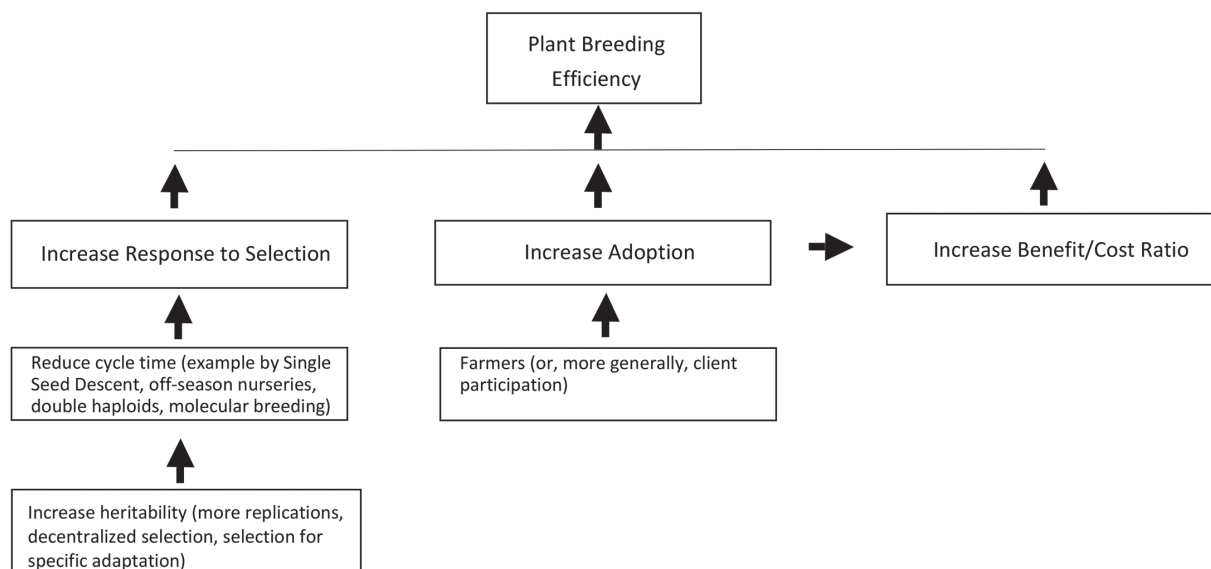 Plant Breeding
Efficiency
Increase Response to Selection
Increase Adoption
Increase Benefit/Cost Ratio
Reduce cycle time (example by Single
Seed Descent, off-season nurseries,
double haploids, molecular breeding)
Farmers (or, more generally, client
participation)
Increase heritability (more replications,
decentralized selection, selection for
specific adaptation)